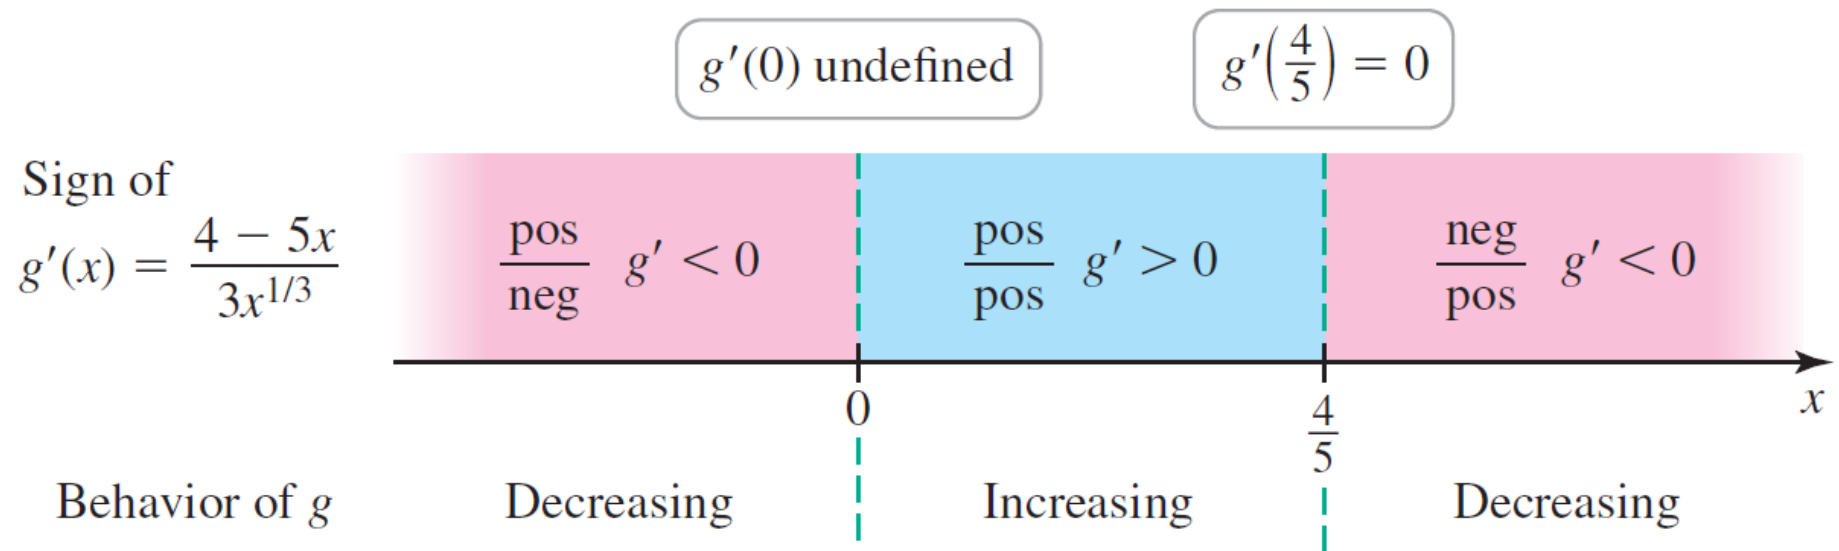 g′(0) undefined
g′(4/5) = 0
Sign of
g′(x) = (4 − 5x)/(3x^{1/3})
pos/neg g′ < 0
pos/pos g′ > 0
neg/pos g′ < 0
0
4/5
x
Behavior of g
Decreasing
Increasing
Decreasing